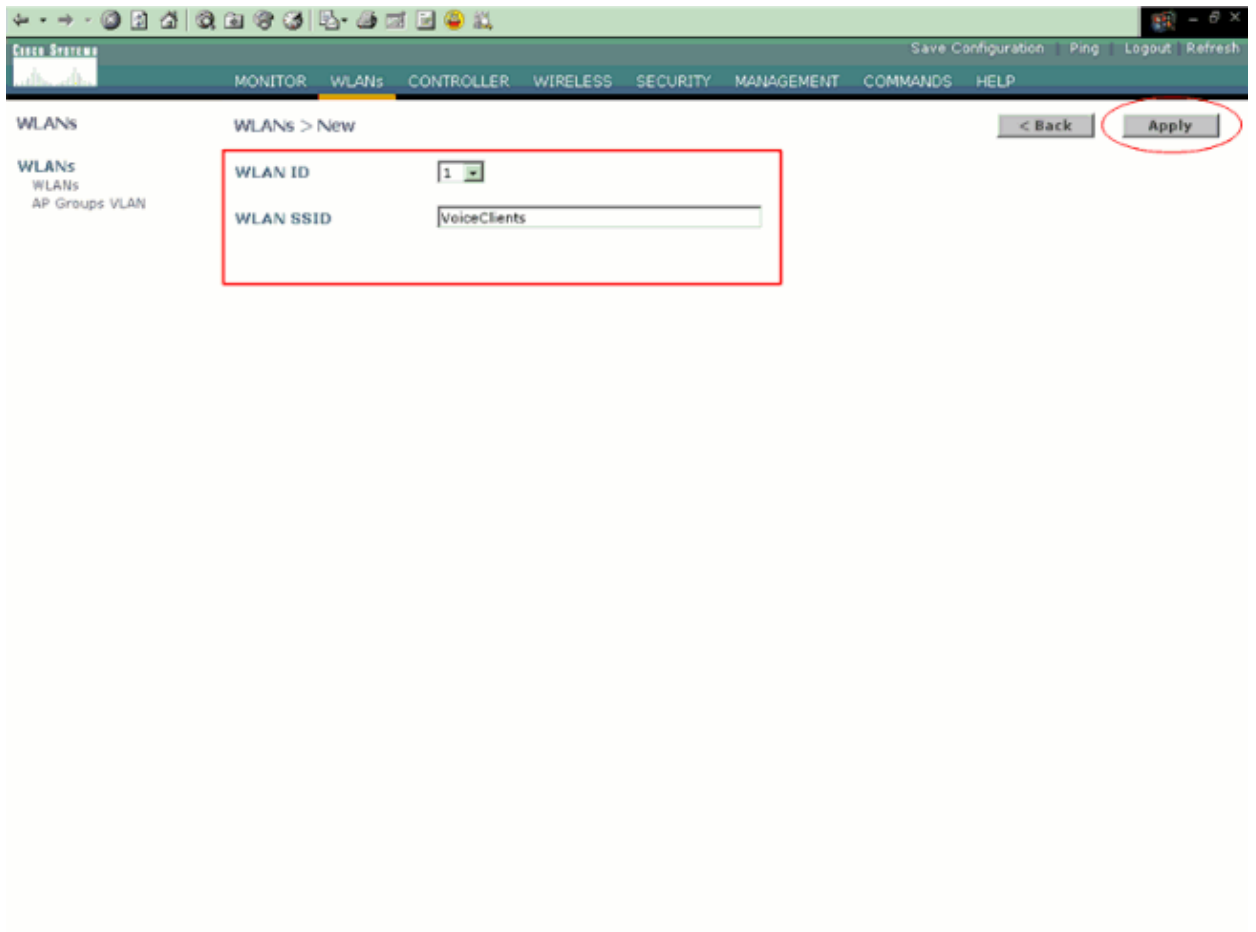 CISCO SYSTEMS
Save Configuration | Ping | Logout | Refresh
MONITOR WLANs CONTROLLER WIRELESS SECURITY MANAGEMENT COMMANDS HELP
WLANs
WLANs > New
< Back
Apply
WLANs
WLANs
AP Groups VLAN
WLAN ID 1
WLAN SSID VoiceClients